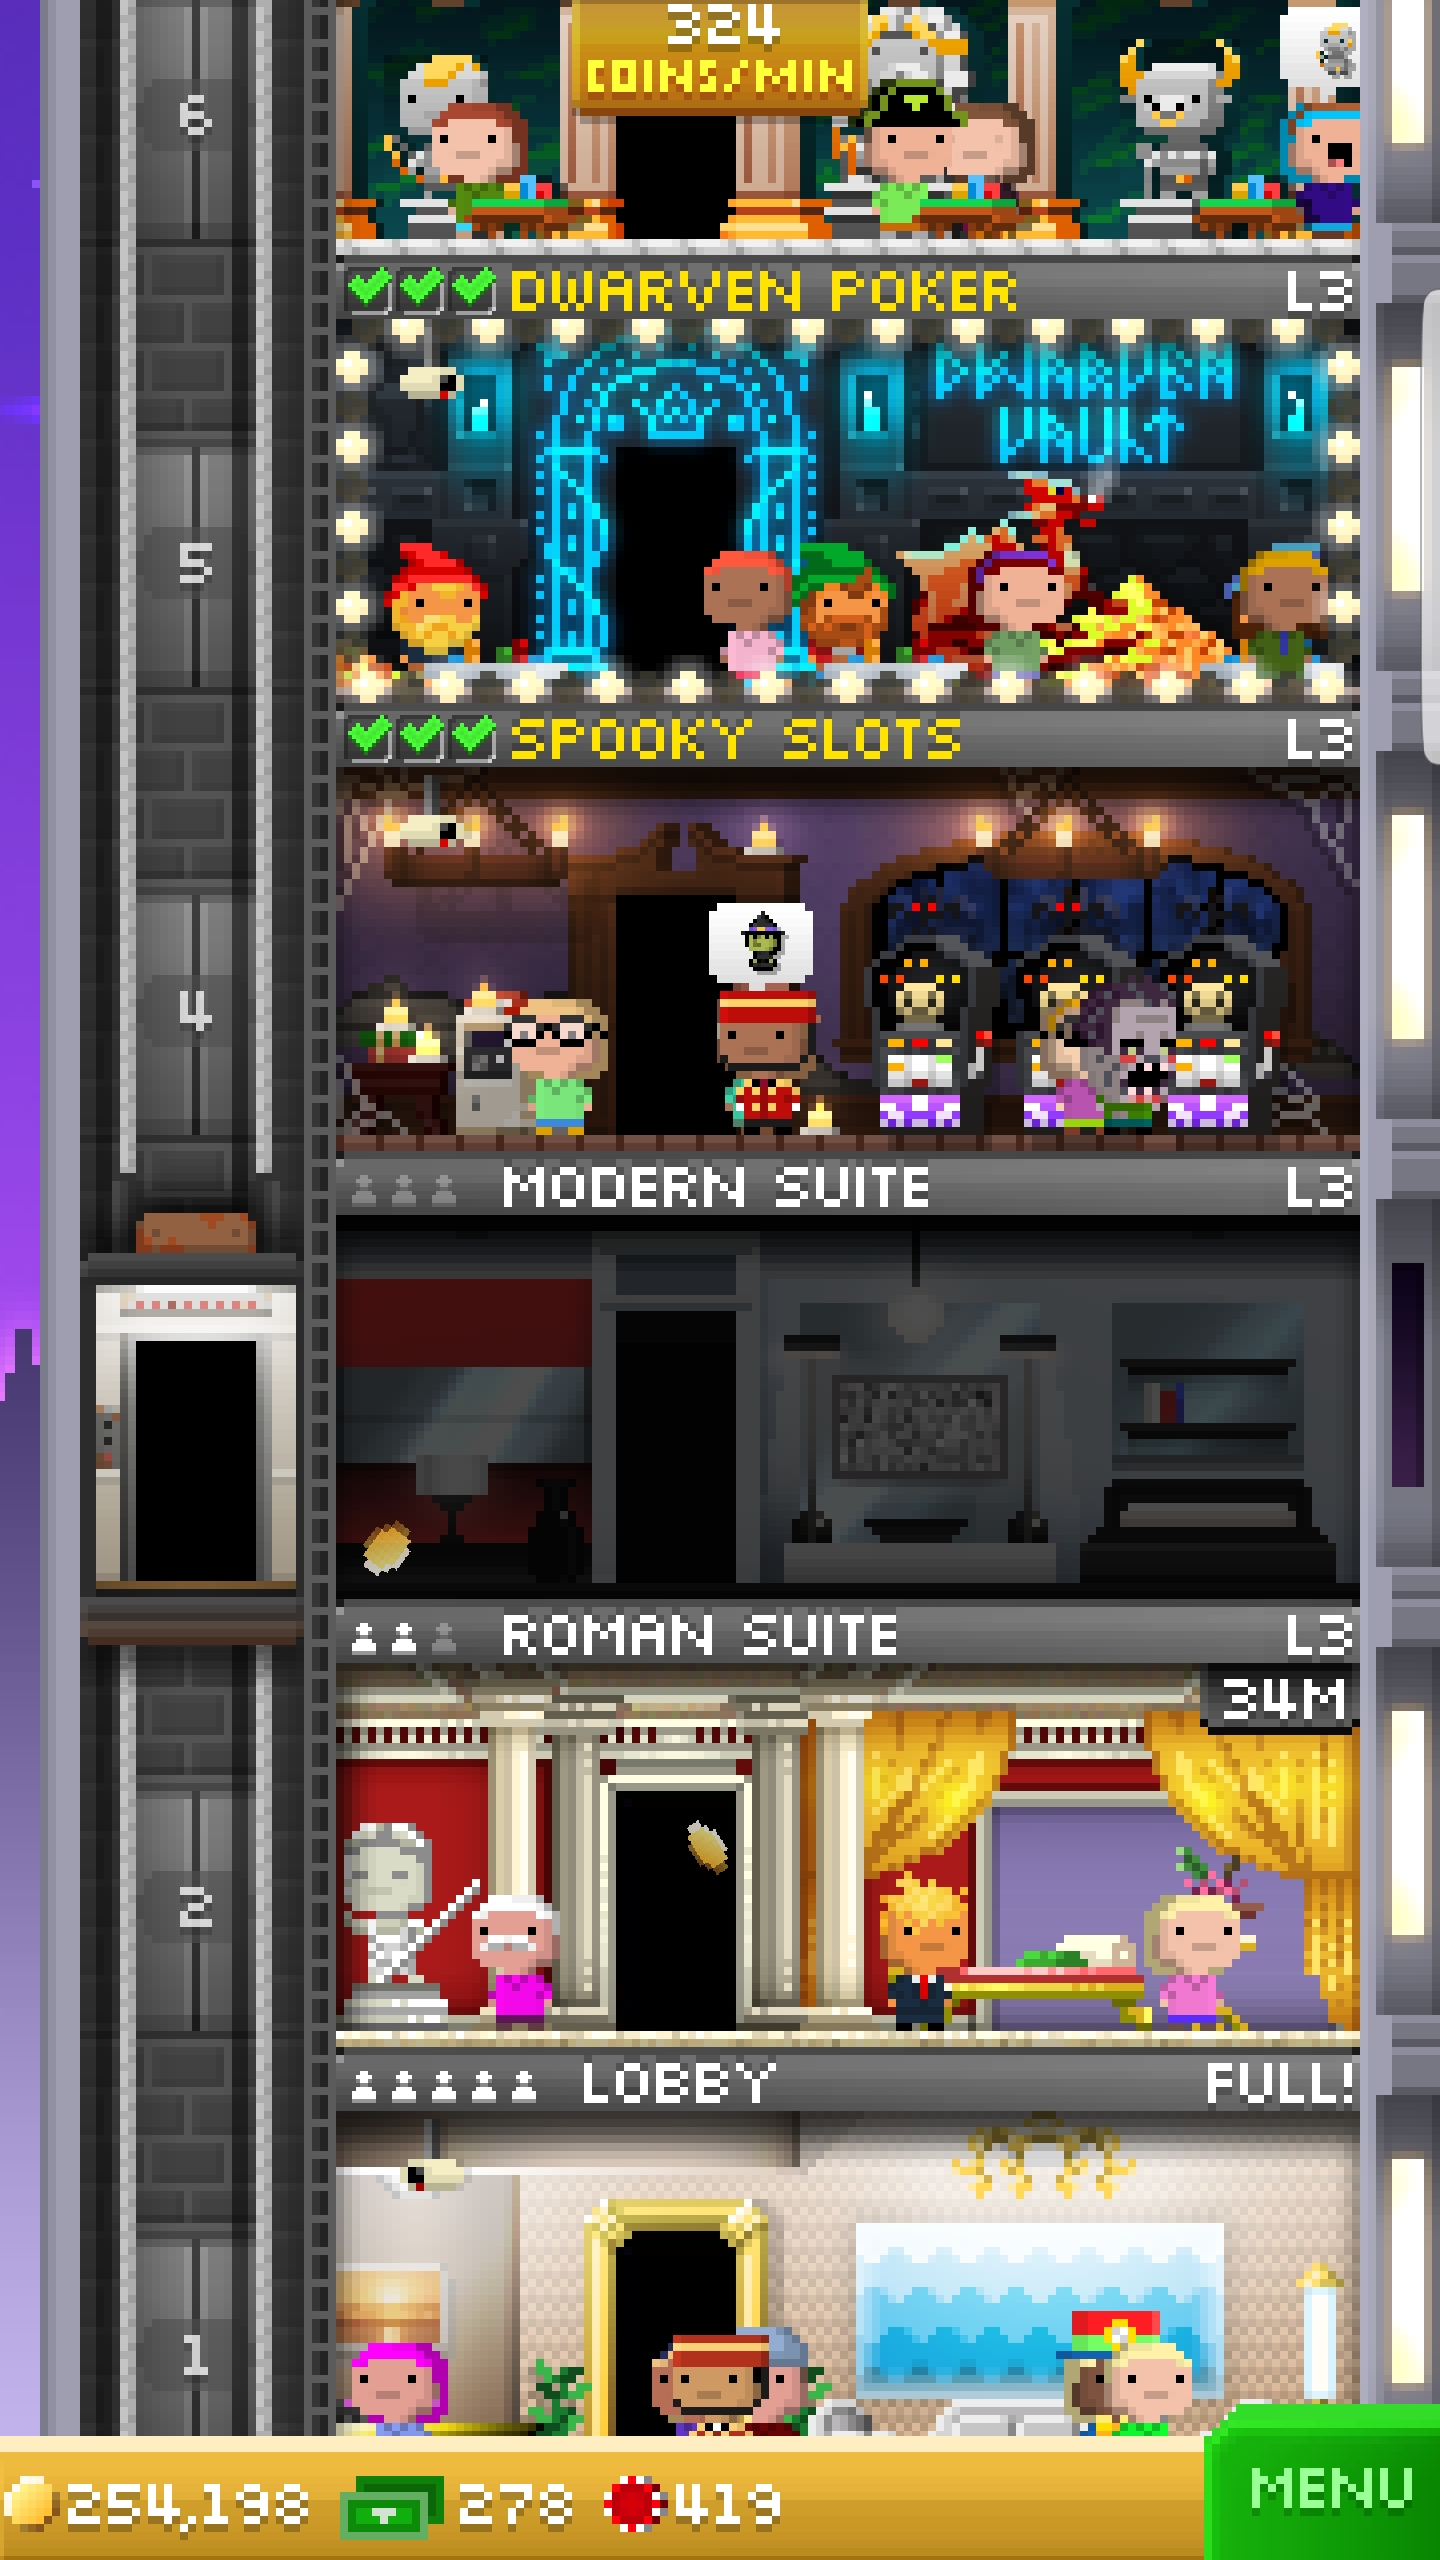 324
COINS/MIN
6
DWARVEN POKER L3
DWARVEN
VAULT
5
SPOOKY SLOTS L3
4
MODERN SUITE L3
ROMAN SUITE L3
34M
2
LOBBY FULL!
1
254,198 278 419 MENU